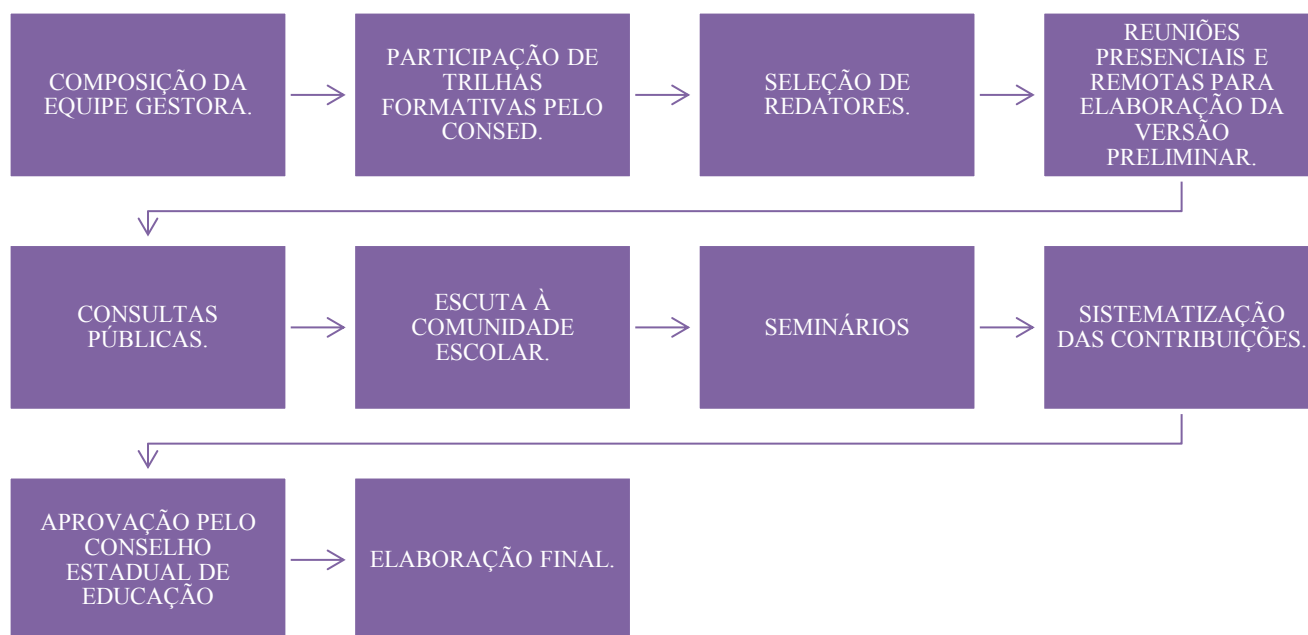 COMPOSIÇÃO DA
EQUIPE GESTORA.
PARTICIPAÇÃO DE
TRILHAS
FORMATIVAS PELO
CONSED.
SELEÇÃO DE
REDATORES.
REUNIÕES
PRESENCIAIS E
REMOTAS PARA
ELABORAÇÃO DA
VERSÃO
PRELIMINAR.
CONSULTAS
PÚBLICAS.
ESCUTA À
COMUNIDADE
ESCOLAR.
SEMINÁRIOS
SISTEMATIZAÇÃO
DAS CONTRIBUIÇÕES.
APROVAÇÃO PELO
CONSELHO
ESTADUAL DE
EDUCAÇÃO
ELABORAÇÃO FINAL.